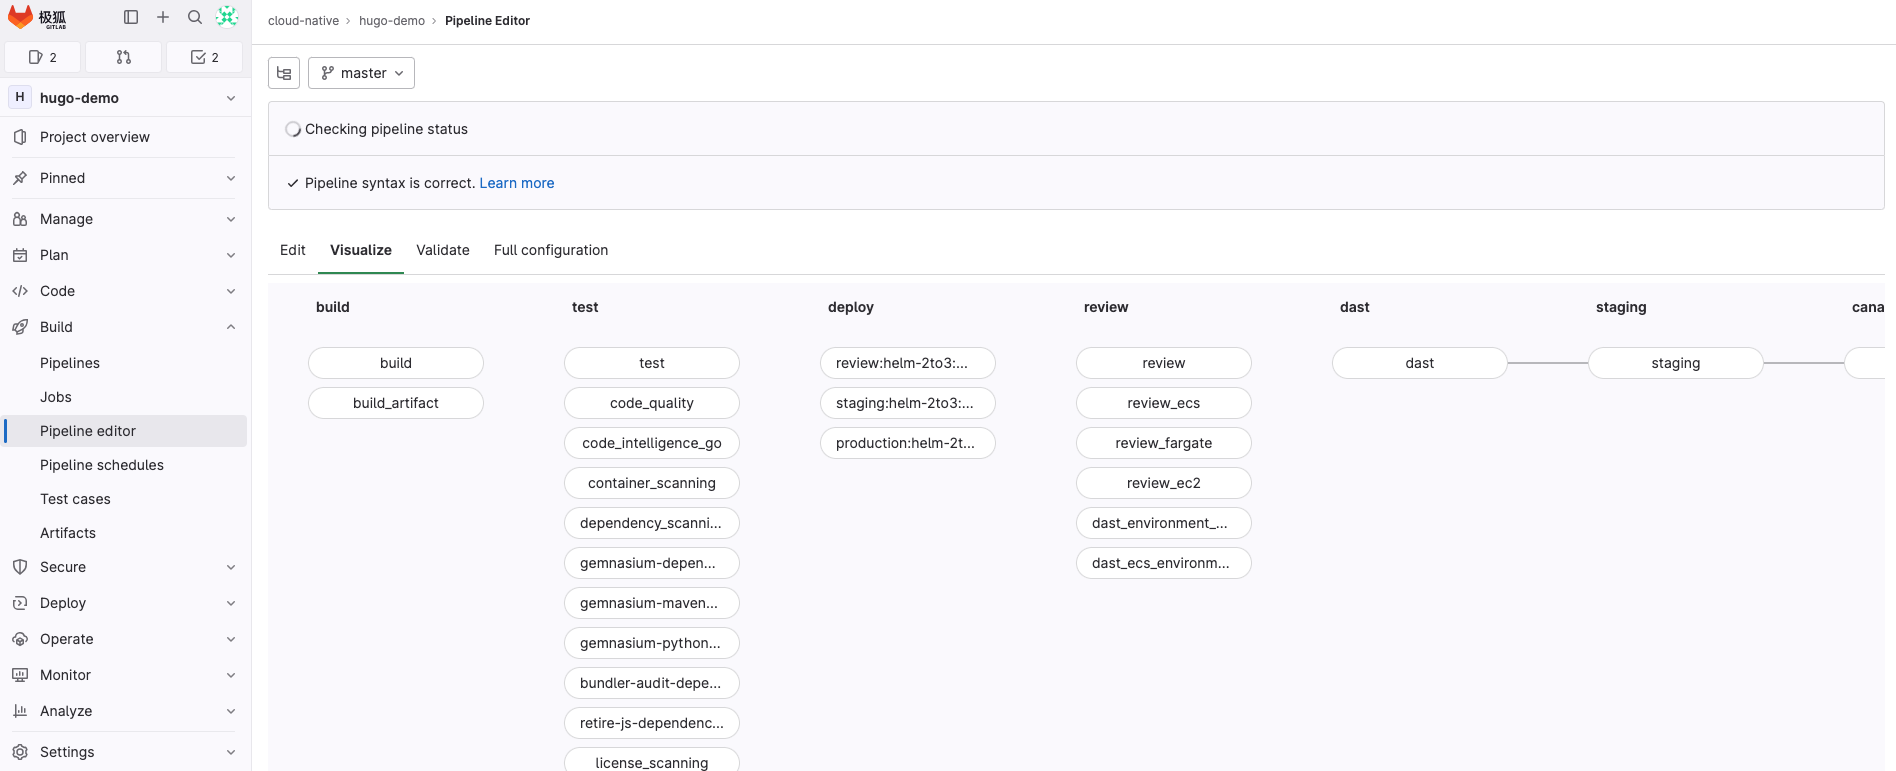 极狐
GITLAB
2
2
H hugo-demo
Project overview
Pinned
Manage
Plan
Code
Build
Pipelines
Jobs
Pipeline editor
Pipeline schedules
Test cases
Artifacts
Secure
Deploy
Operate
Monitor
Analyze
Settings
cloud-native › hugo-demo › Pipeline Editor
master
Checking pipeline status
Pipeline syntax is correct. Learn more
Edit Visualize Validate Full configuration
build
build
build_artifact
test
test
code_quality
code_intelligence_go
container_scanning
dependency_scanni...
gemnasium-depen...
gemnasium-maven...
gemnasium-python...
bundler-audit-depe...
retire-js-dependenc...
license_scanning
deploy
review:helm-2to3:...
staging:helm-2to3:...
production:helm-2t...
review
review
review_ecs
review_fargate
review_ec2
dast_environment_...
dast_ecs_environm...
dast
dast
staging
staging
cana